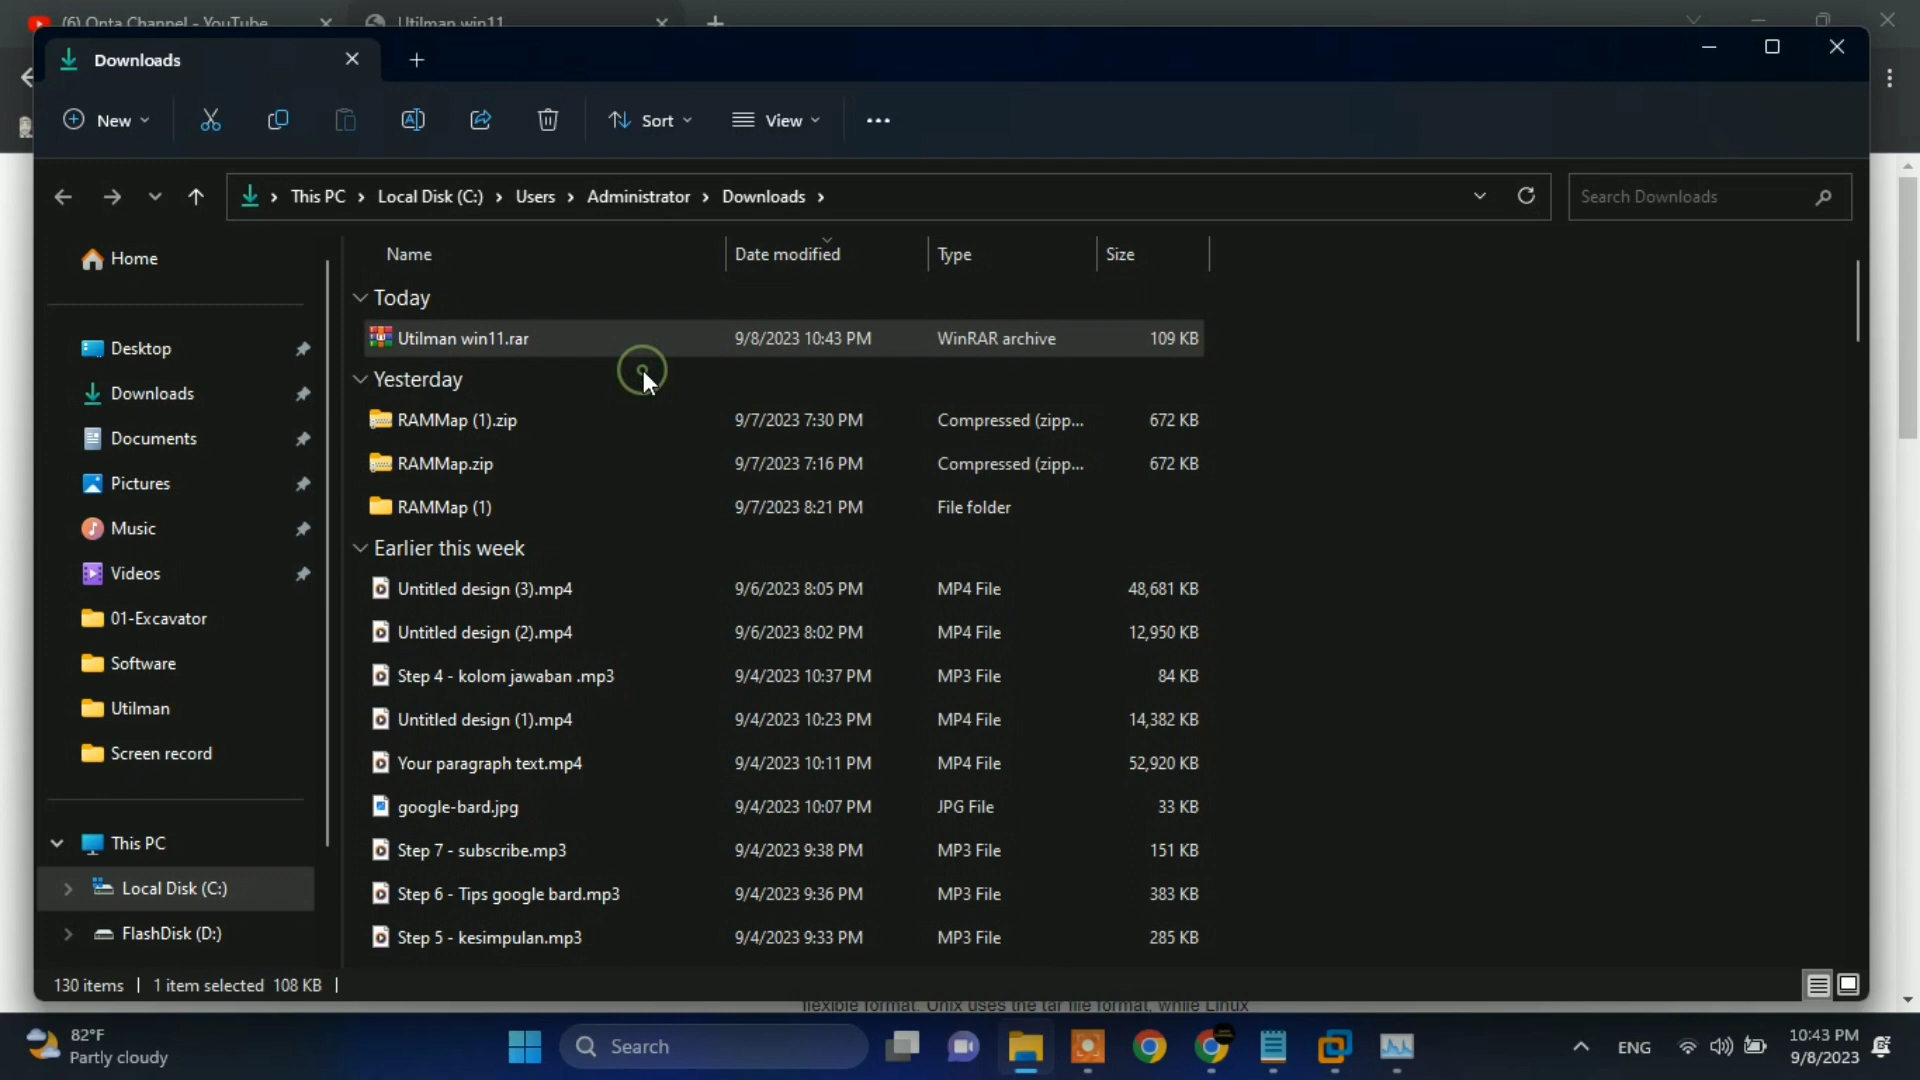 (6) Onta Channel - YouTube
Utilman win11
Downloads
New
Sort
View
This PC
Local Disk (C:)
Users
Administrator
Downloads
Search Downloads
Home
Desktop
Downloads
Documents
Pictures
Music
Videos
01-Excavator
Software
Utilman
Screen record
This PC
Local Disk (C:)
FlashDisk (D:)
Name Date modified Type Size
Today
Utilman win11.rar 9/8/2023 10:43 PM WinRAR archive 109 KB
Yesterday
RAMMap (1).zip 9/7/2023 7:30 PM Compressed (zipp... 672 KB
RAMMap.zip 9/7/2023 7:16 PM Compressed (zipp... 672 KB
RAMMap (1) 9/7/2023 8:21 PM File folder
Earlier this week
Untitled design (3).mp4 9/6/2023 8:05 PM MP4 File 48,681 KB
Untitled design (2).mp4 9/6/2023 8:02 PM MP4 File 12,950 KB
Step 4 - kolom jawaban .mp3 9/4/2023 10:37 PM MP3 File 84 KB
Untitled design (1).mp4 9/4/2023 10:23 PM MP4 File 14,382 KB
Your paragraph text.mp4 9/4/2023 10:11 PM MP4 File 52,920 KB
google-bard.jpg 9/4/2023 10:07 PM JPG File 33 KB
Step 7 - subscribe.mp3 9/4/2023 9:38 PM MP3 File 151 KB
Step 6 - Tips google bard.mp3 9/4/2023 9:36 PM MP3 File 383 KB
Step 5 - kesimpulan.mp3 9/4/2023 9:33 PM MP3 File 285 KB
130 items 1 item selected 108 KB
flexible format. Unix uses the tar file format, while Linux
82°F
Partly cloudy
Search
ENG
10:43 PM
9/8/2023